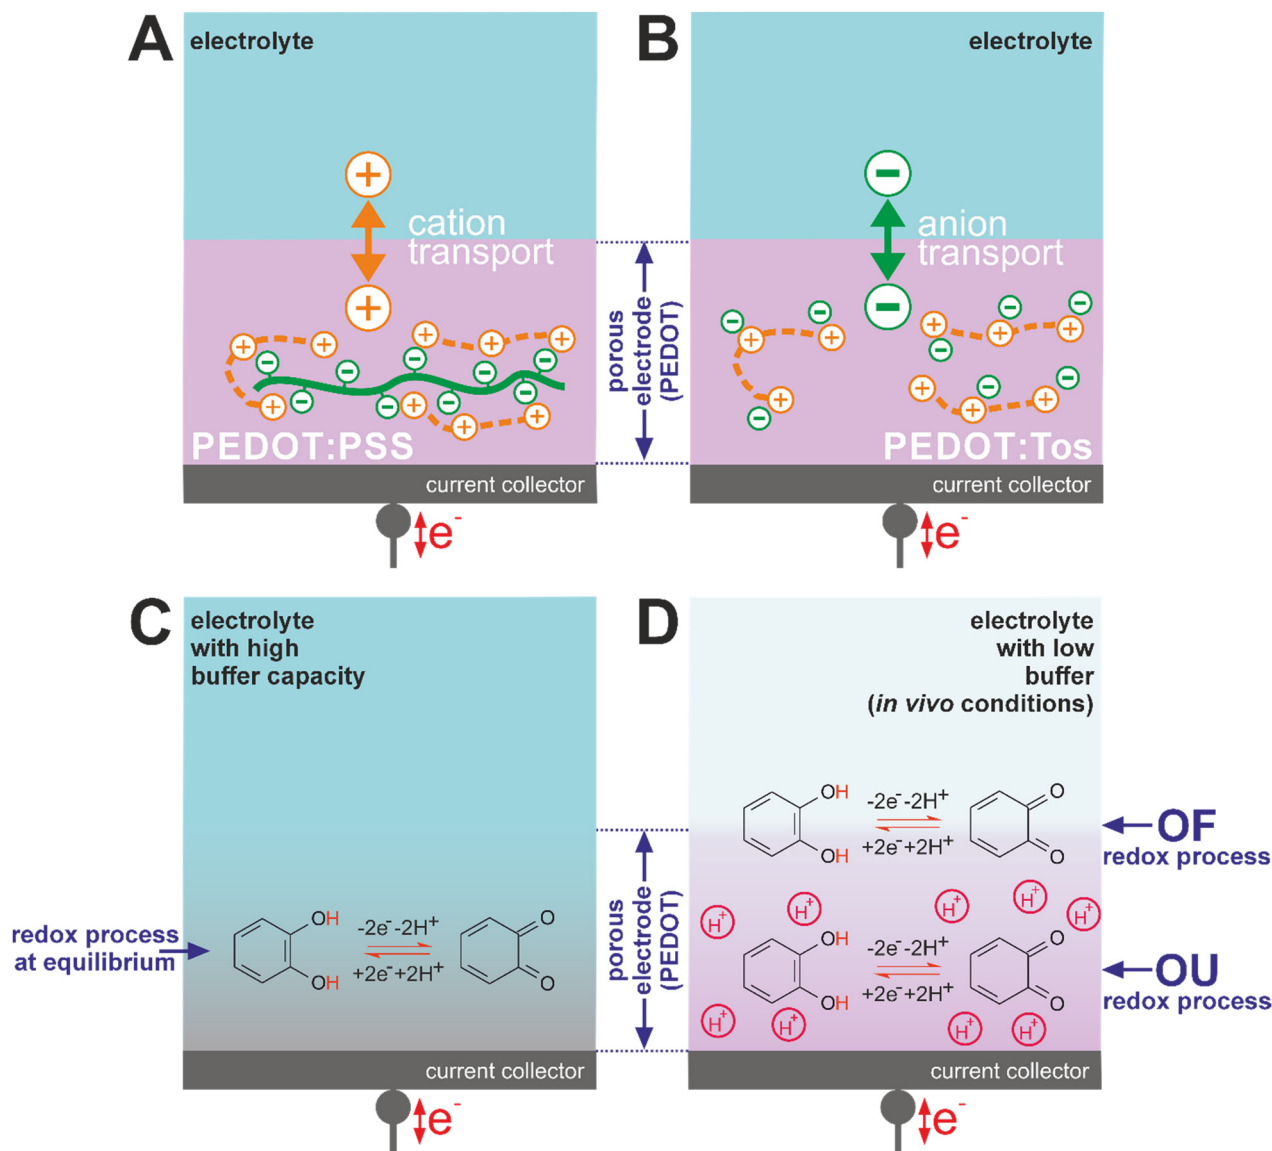 A
electrolyte
+
cation
transport
+
+ + + + +
- - - - -
+ - - - + - +
+
PEDOT:PSS
current collector
e-
porous
electrode
(PEDOT)
B
electrolyte
-
anion
transport
-
- - - -
+ + + + +
-
+ - -
+ + +
-
PEDOT:Tos
current collector
e-
C
electrolyte
with high
buffer capacity
redox process
at equilibrium
OH
OH
-2e⁻-2H⁺
+2e⁻+2H⁺
O
O
current collector
e-
porous
electrode
(PEDOT)
D
electrolyte
with low
buffer
(in vivo conditions)
OH
OH
-2e⁻-2H⁺
+2e⁻+2H⁺
O
O
OF
redox process
H⁺ H⁺ H⁺ H⁺ H⁺
OH
OH
-2e⁻-2H⁺
+2e⁻+2H⁺
O
O
OU
redox process
H⁺ H⁺ H⁺ H⁺
current collector
e-